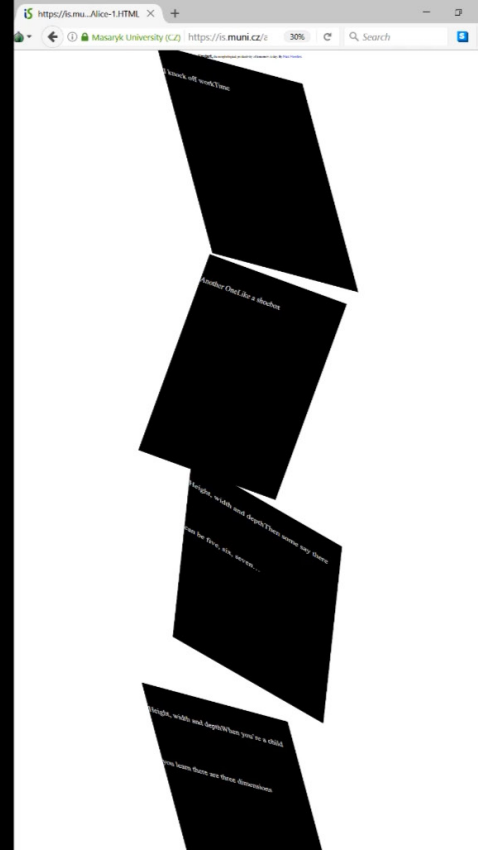 https://is.mu...Alice-1.HTML
Masaryk University (CZ)
https://is.muni.cz/a
30%
Search
I knock off workTime
Another OneLike a shoebox
Height, width and depthThen some say there
can be five, six, seven…
Height, width and depthWhen you're a child
you learn there are three dimensions